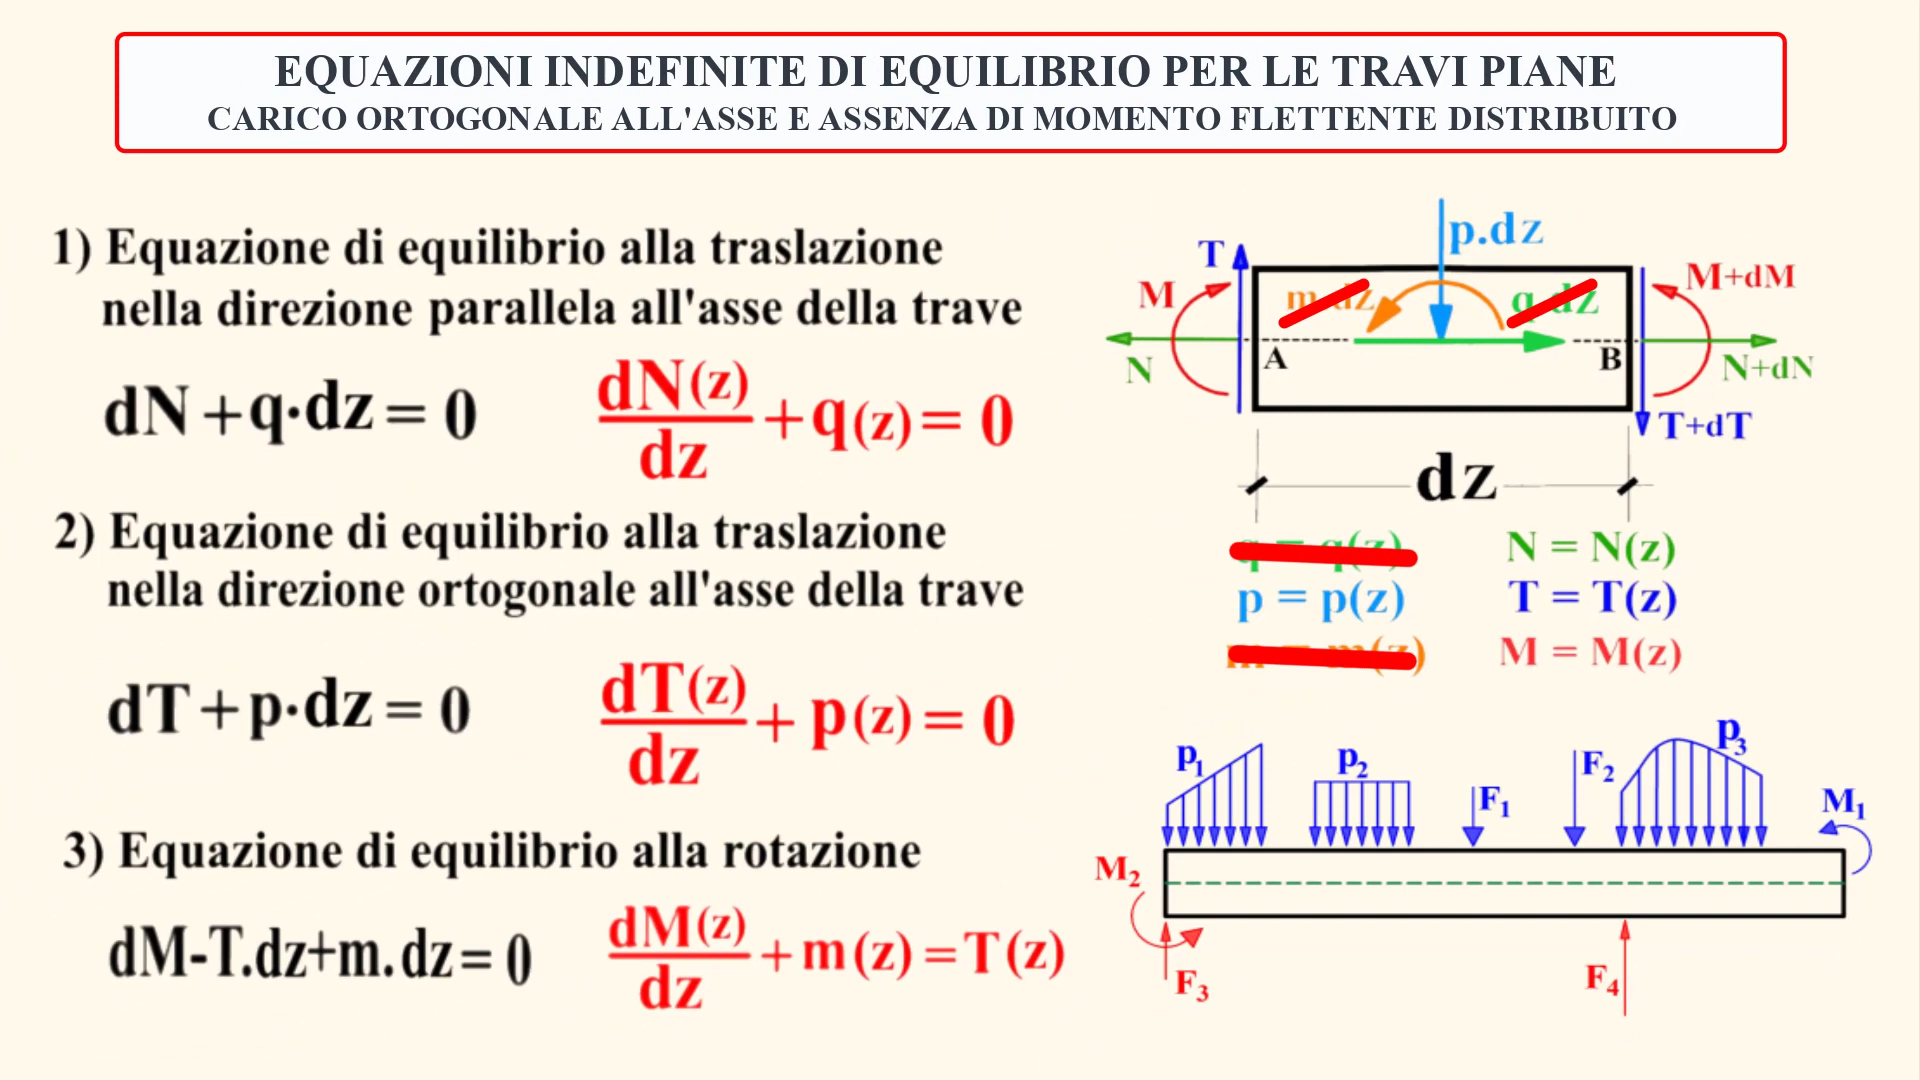 EQUAZIONI INDEFINITE DI EQUILIBRIO PER LE TRAVI PIANE
CARICO ORTOGONALE ALL'ASSE E ASSENZA DI MOMENTO FLETTENTE DISTRIBUITO
1) Equazione di equilibrio alla traslazione
nella direzione parallela all'asse della trave
dN+q·dz= 0
dN(z)/dz +q(z)= 0
2) Equazione di equilibrio alla traslazione
nella direzione ortogonale all'asse della trave
dT+p·dz= 0
dT(z)/dz + p(z)= 0
3) Equazione di equilibrio alla rotazione
dM-T.dz+m.dz= 0
dM(z)/dz +m(z)=T(z)
p.dz
T
M
N
m dz
q dz
A
B
M+dM
N+dN
T+dT
dz
q = q(z)
N = N(z)
p = p(z)
T = T(z)
m = m(z)
M = M(z)
p₁
p₂
F₁
F₂
p₃
M₁
M₂
F₃
F₄